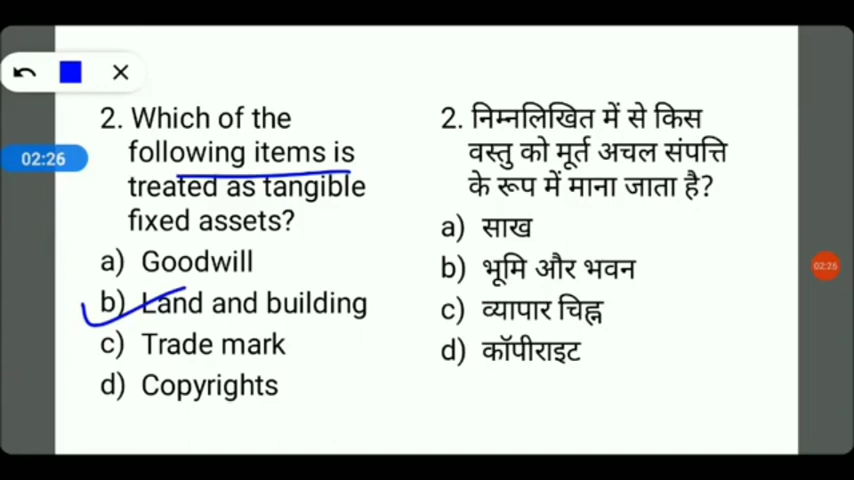 02:26
2. Which of the
following items is
treated as tangible
fixed assets?
a) Goodwill
b) Land and building
c) Trade mark
d) Copyrights
2. निम्नलिखित में से किस
वस्तु को मूर्त अचल संपत्ति
के रूप में माना जाता है?
a) साख
b) भूमि और भवन
c) व्यापार चिह्न
d) कॉपीराइट
02:26